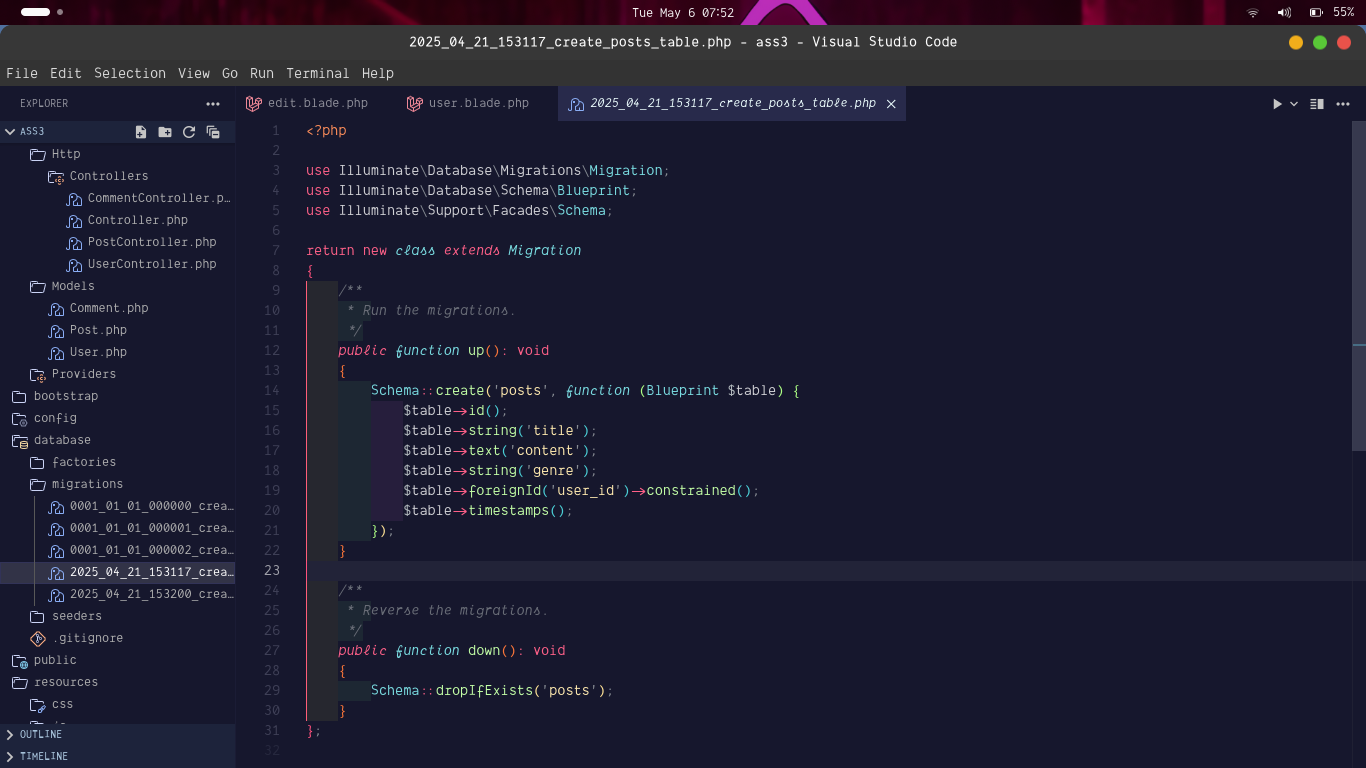 Tue May 6 07:52
55%
2025_04_21_153117_create_posts_table.php - ass3 - Visual Studio Code
File Edit Selection View Go Run Terminal Help
EXPLORER
ASS3
Http
Controllers
CommentController.p…
Controller.php
PostController.php
UserController.php
Models
Comment.php
Post.php
User.php
Providers
bootstrap
config
database
factories
migrations
0001_01_01_000000_crea…
0001_01_01_000001_crea…
0001_01_01_000002_crea…
2025_04_21_153117_crea…
2025_04_21_153200_crea…
seeders
.gitignore
public
resources
css
OUTLINE
TIMELINE
edit.blade.php user.blade.php 2025_04_21_153117_create_posts_table.php
1 <?php
2
3 use Illuminate\Database\Migrations\Migration;
4 use Illuminate\Database\Schema\Blueprint;
5 use Illuminate\Support\Facades\Schema;
6
7 return new class extends Migration
8 {
9     /**
10      * Run the migrations.
11      */
12     public function up(): void
13     {
14         Schema::create('posts', function (Blueprint $table) {
15             $table->id();
16             $table->string('title');
17             $table->text('content');
18             $table->string('genre');
19             $table->foreignId('user_id')->constrained();
20             $table->timestamps();
21         });
22     }
23
24     /**
25      * Reverse the migrations.
26      */
27     public function down(): void
28     {
29         Schema::dropIfExists('posts');
30     }
31 };
32